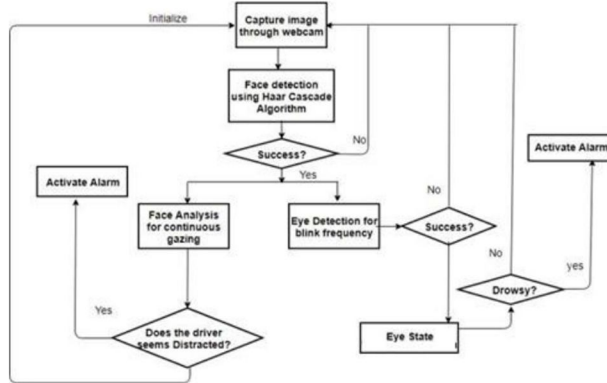 Initialize
Capture image
through webcam
Face detection
using Haar Cascade
Algorithm
No
Success?
Yes
Activate Alarm
Face Analysis
for continuous
gazing
Eye Detection for
blink frequency
No
Success?
Activate Alarm
No
yes
Drowsy?
Eye State
Yes
Does the driver
seems Distracted?